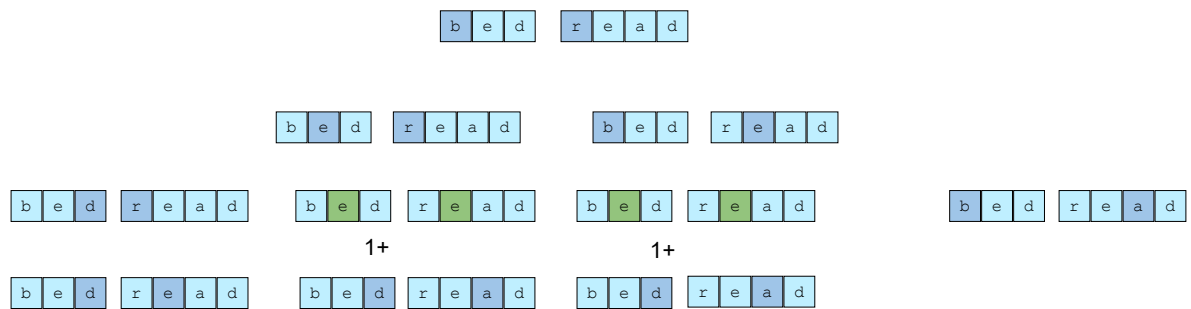 b e d r e a d
b e d r e a d b e d r e a d
b e d r e a d b e d r e a d b e d r e a d b e d r e a d
1+ 1+
b e d r e a d b e d r e a d b e d r e a d